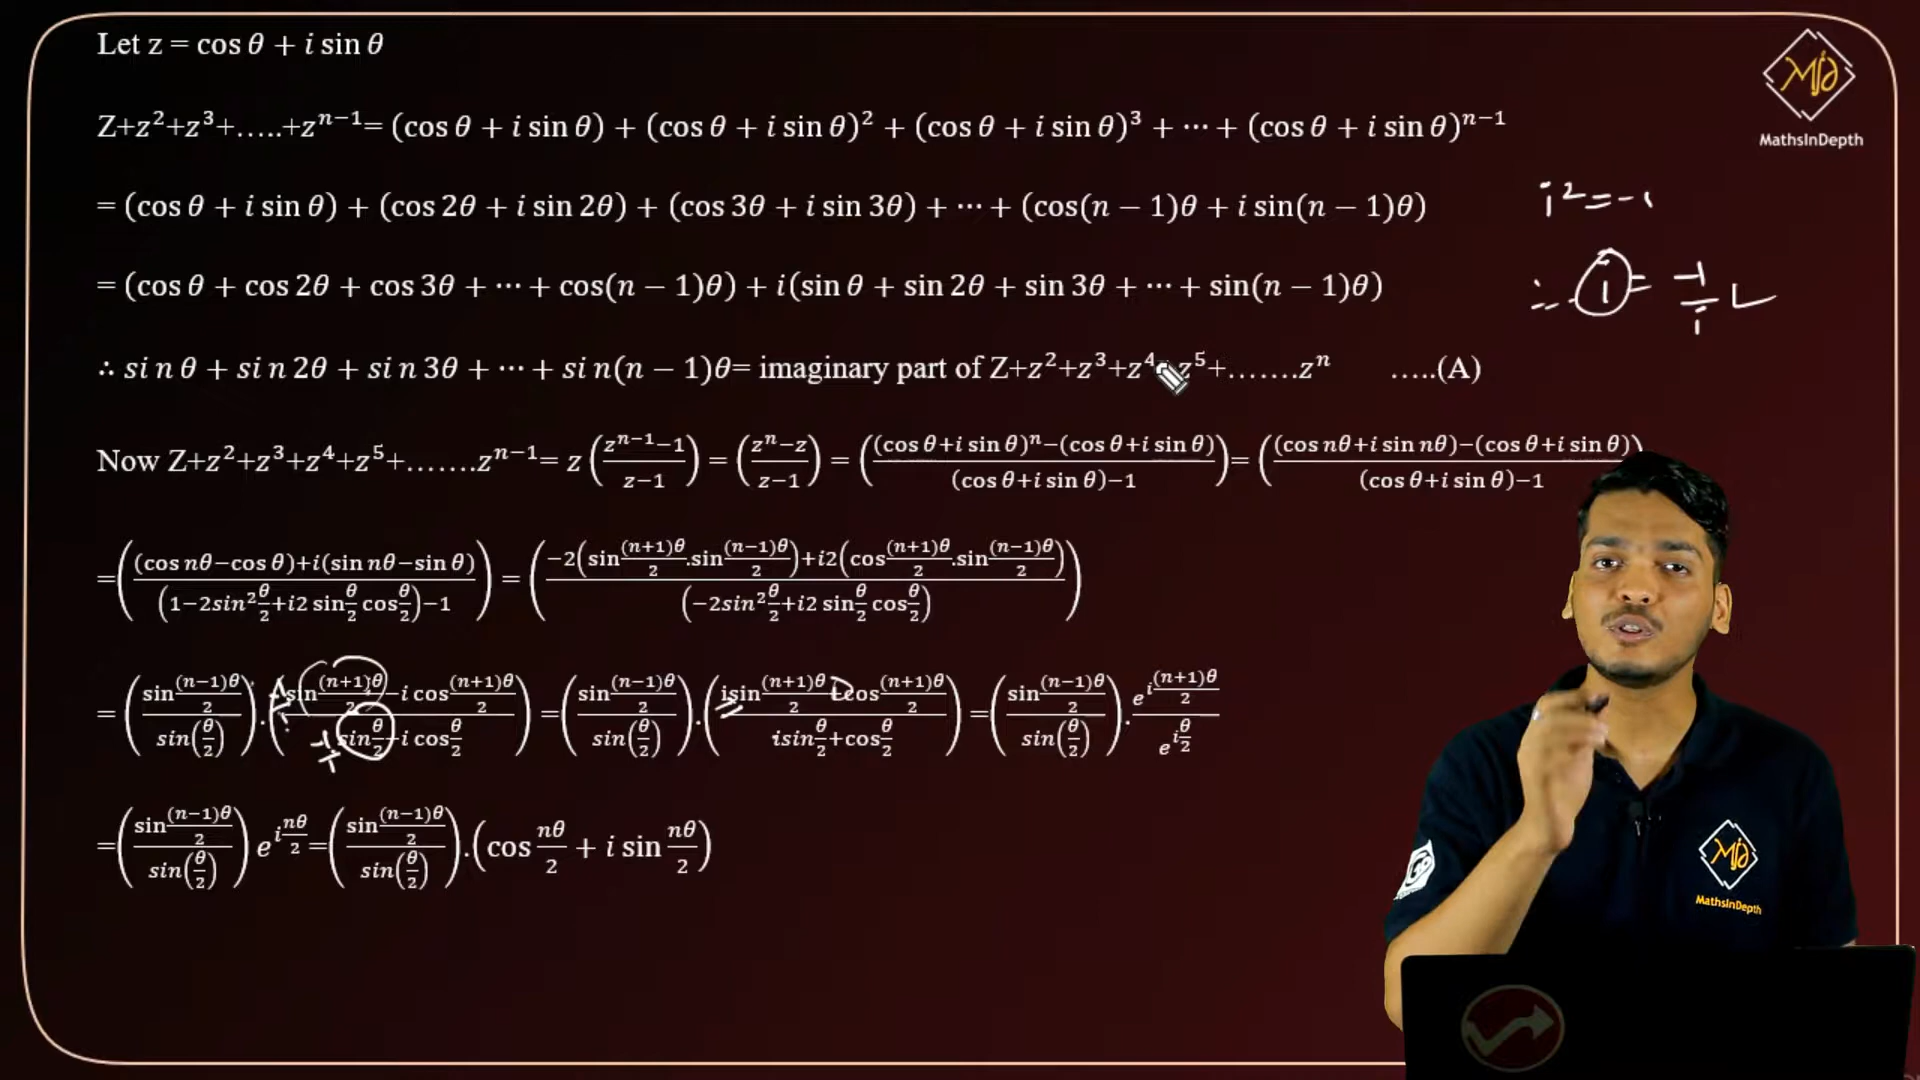 Let z = cos θ + i sin θ
MathsInDepth
Z+z²+z³+…..+zⁿ⁻¹= (cos θ + i sin θ) + (cos θ + i sin θ)² + (cos θ + i sin θ)³ + ⋯ + (cos θ + i sin θ)ⁿ⁻¹
= (cos θ + i sin θ) + (cos 2θ + i sin 2θ) + (cos 3θ + i sin 3θ) + ⋯ + (cos(n − 1)θ + i sin(n − 1)θ)
i² = -1
= (cos θ + cos 2θ + cos 3θ + ⋯ + cos(n − 1)θ) + i(sin θ + sin 2θ + sin 3θ + ⋯ + sin(n − 1)θ)
∴ i = -1/i
∴ sin θ + sin 2θ + sin 3θ + ⋯ + sin(n − 1)θ= imaginary part of Z+z²+z³+z⁴+z⁵+…….zⁿ …..(A)
Now Z+z²+z³+z⁴+z⁵+…….zⁿ⁻¹= z((zⁿ⁻¹−1)/(z−1)) = ((zⁿ−z)/(z−1)) = (((cos θ+i sin θ)ⁿ−(cos θ+i sin θ))/((cos θ+i sin θ)−1))= (((cos nθ+i sin nθ)−(cos θ+i sin θ))/((cos θ+i sin θ)−1
=(((cos nθ−cos θ)+i(sin nθ−sin θ))/((1−2sin²θ/2+i2 sin θ/2 cos θ/2)−1)) = ((−2(sin (n+1)θ/2.sin (n−1)θ/2)+i2(cos (n+1)θ/2.sin (n−1)θ/2))/(−2sin²θ/2+i2 sin θ/2 cos θ/2))
= ((sin (n−1)θ/2)/(sin(θ/2))).((sin (n+1)θ/2−i cos (n+1)θ/2)/(sin θ/2−i cos θ/2)) =((sin (n−1)θ/2)/(sin(θ/2))).((isin (n+1)θ/2 cos (n+1)θ/2)/(isin θ/2+cos θ/2)) =((sin (n−1)θ/2)/(sin(θ/2))).(e^(i(n+1)θ/2))/(e^(iθ/2))
=((sin (n−1)θ/2)/(sin(θ/2))) e^(i nθ/2)=((sin (n−1)θ/2)/(sin(θ/2))).(cos nθ/2 + i sin nθ/2)
MathsInDepth